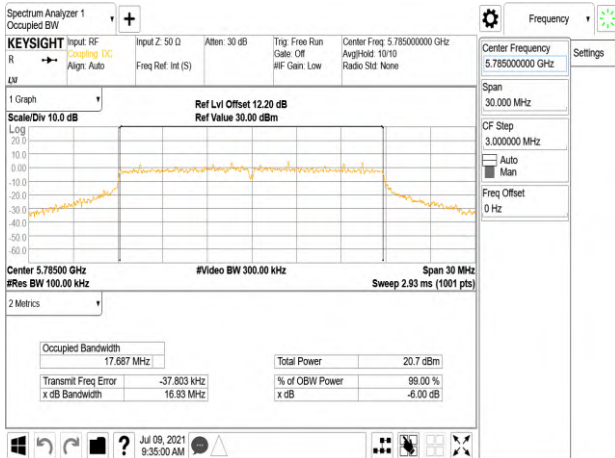 Spectrum Analyzer 1
Occupied BW
+
Frequency
KEYSIGHT
R
Input: RF
Coupling: DC
Align: Auto
Input Z: 50 Ω
Freq Ref: Int (S)
Atten: 30 dB
Trig: Free Run
Gate: Off
#IF Gain: Low
Center Freq: 5.785000000 GHz
Avg|Hold: 10/10
Radio Std: None
Center Frequency
5.785000000 GHz
Settings
Span
30.000 MHz
CF Step
3.000000 MHz
Auto
Man
Freq Offset
0 Hz
1 Graph
Scale/Div 10.0 dB
Ref Lvl Offset 12.20 dB
Ref Value 30.00 dBm
Log
20.0
10.0
0.00
-10.0
-20.0
-30.0
-40.0
-50.0
-60.0
Center 5.78500 GHz
#Video BW 300.00 kHz
Span 30 MHz
#Res BW 100.00 kHz
Sweep 2.93 ms (1001 pts)
2 Metrics
Occupied Bandwidth
17.687 MHz
Total Power 20.7 dBm
Transmit Freq Error -37.803 kHz
% of OBW Power 99.00 %
x dB Bandwidth 16.93 MHz
x dB -6.00 dB
?
Jul 09, 2021
9:35:00 AM